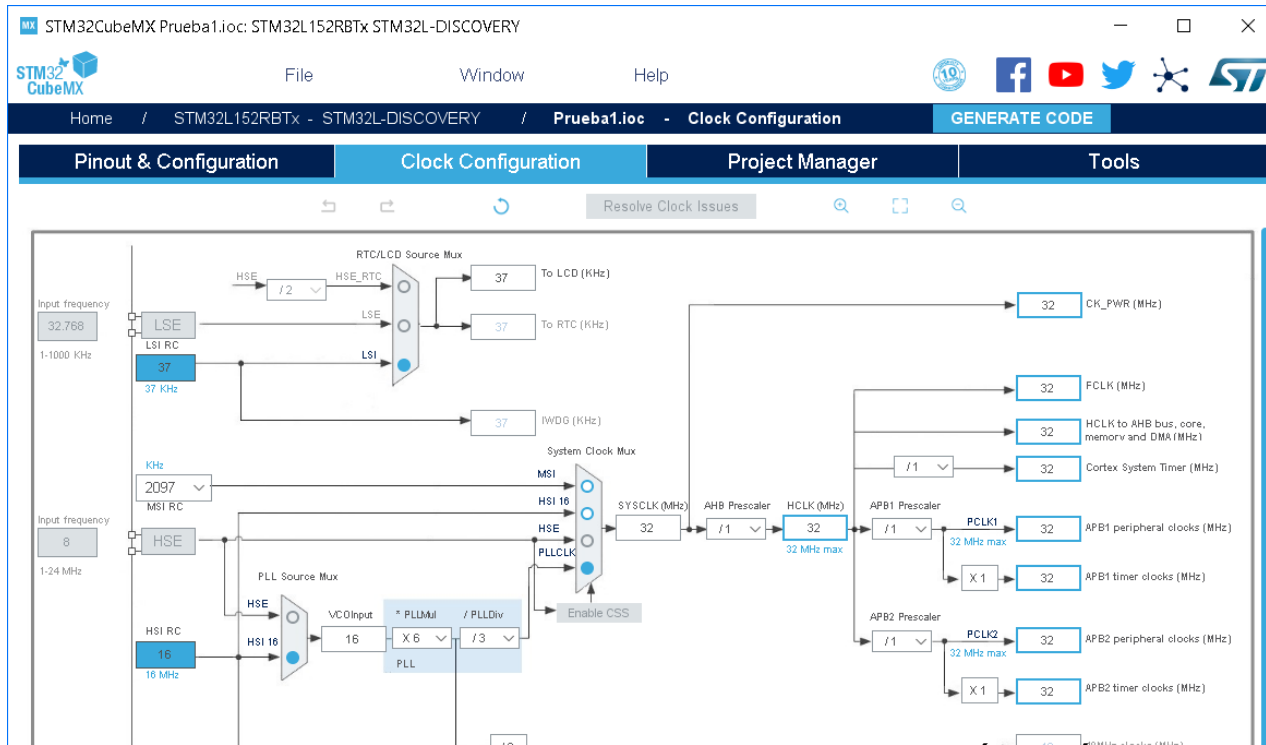 MX STM32CubeMX Prueba1.ioc: STM32L152RBTx STM32L-DISCOVERY
STM32 CubeMX
File Window Help
10
ST
Home / STM32L152RBTx - STM32L-DISCOVERY / Prueba1.ioc - Clock Configuration GENERATE CODE
Pinout & Configuration Clock Configuration Project Manager Tools
Resolve Clock Issues
RTC/LCD Source Mux
HSE /2 HSE_RTC 37 To LCD (KHz)
Input frequency
32.768
1-1000 KHz
LSE LSE 37 To RTC (KHz)
LSI RC
37
37 KHz
LSI
37 IWDG (KHz)
32 CK_PWR (MHz)
32 FCLK (MHz)
32 HCLK to AHB bus, core,
memory and DMA (MHz)
/1 32 Cortex System Timer (MHz)
System Clock Mux
KHz
2097
MSI RC
MSI
HSI 16
HSE
PLLCLK
Input frequency
8
1-24 MHz
HSE
SYSCLK (MHz) AHB Prescaler HCLK (MHz) APB1 Prescaler
32 /1 32 /1
32 MHz max
PCLK1
32 MHz max
32 APB1 peripheral clocks (MHz)
X 1 32 APB1 timer clocks (MHz)
Enable CSS
PLL Source Mux
HSE
HSI 16
VCOInput * PLLMul / PLLDiv
16 X 6 /3
PLL
HSI RC
16
16 MHz
APB2 Prescaler
/1
PCLK2
32 MHz max
32 APB2 peripheral clocks (MHz)
X 1 32 APB2 timer clocks (MHz)